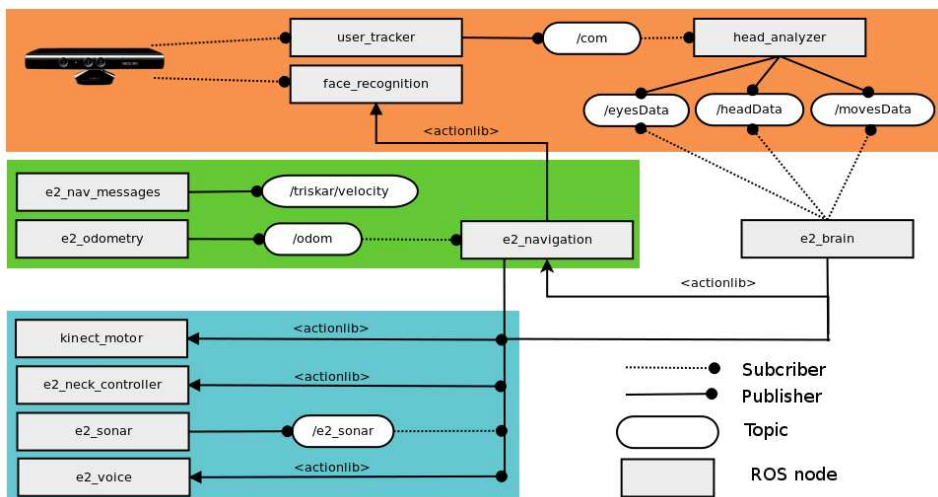 user_tracker
/com
head_analyzer
face_recognition
/eyesData
/headData
/movesData
<actionlib>
e2_nav_messages
/triskar/velocity
e2_odometry
/odom
e2_navigation
e2_brain
<actionlib>
<actionlib>
kinect_motor
<actionlib>
e2_neck_controller
e2_sonar
/e2_sonar
<actionlib>
e2_voice
Subcriber
Publisher
Topic
ROS node